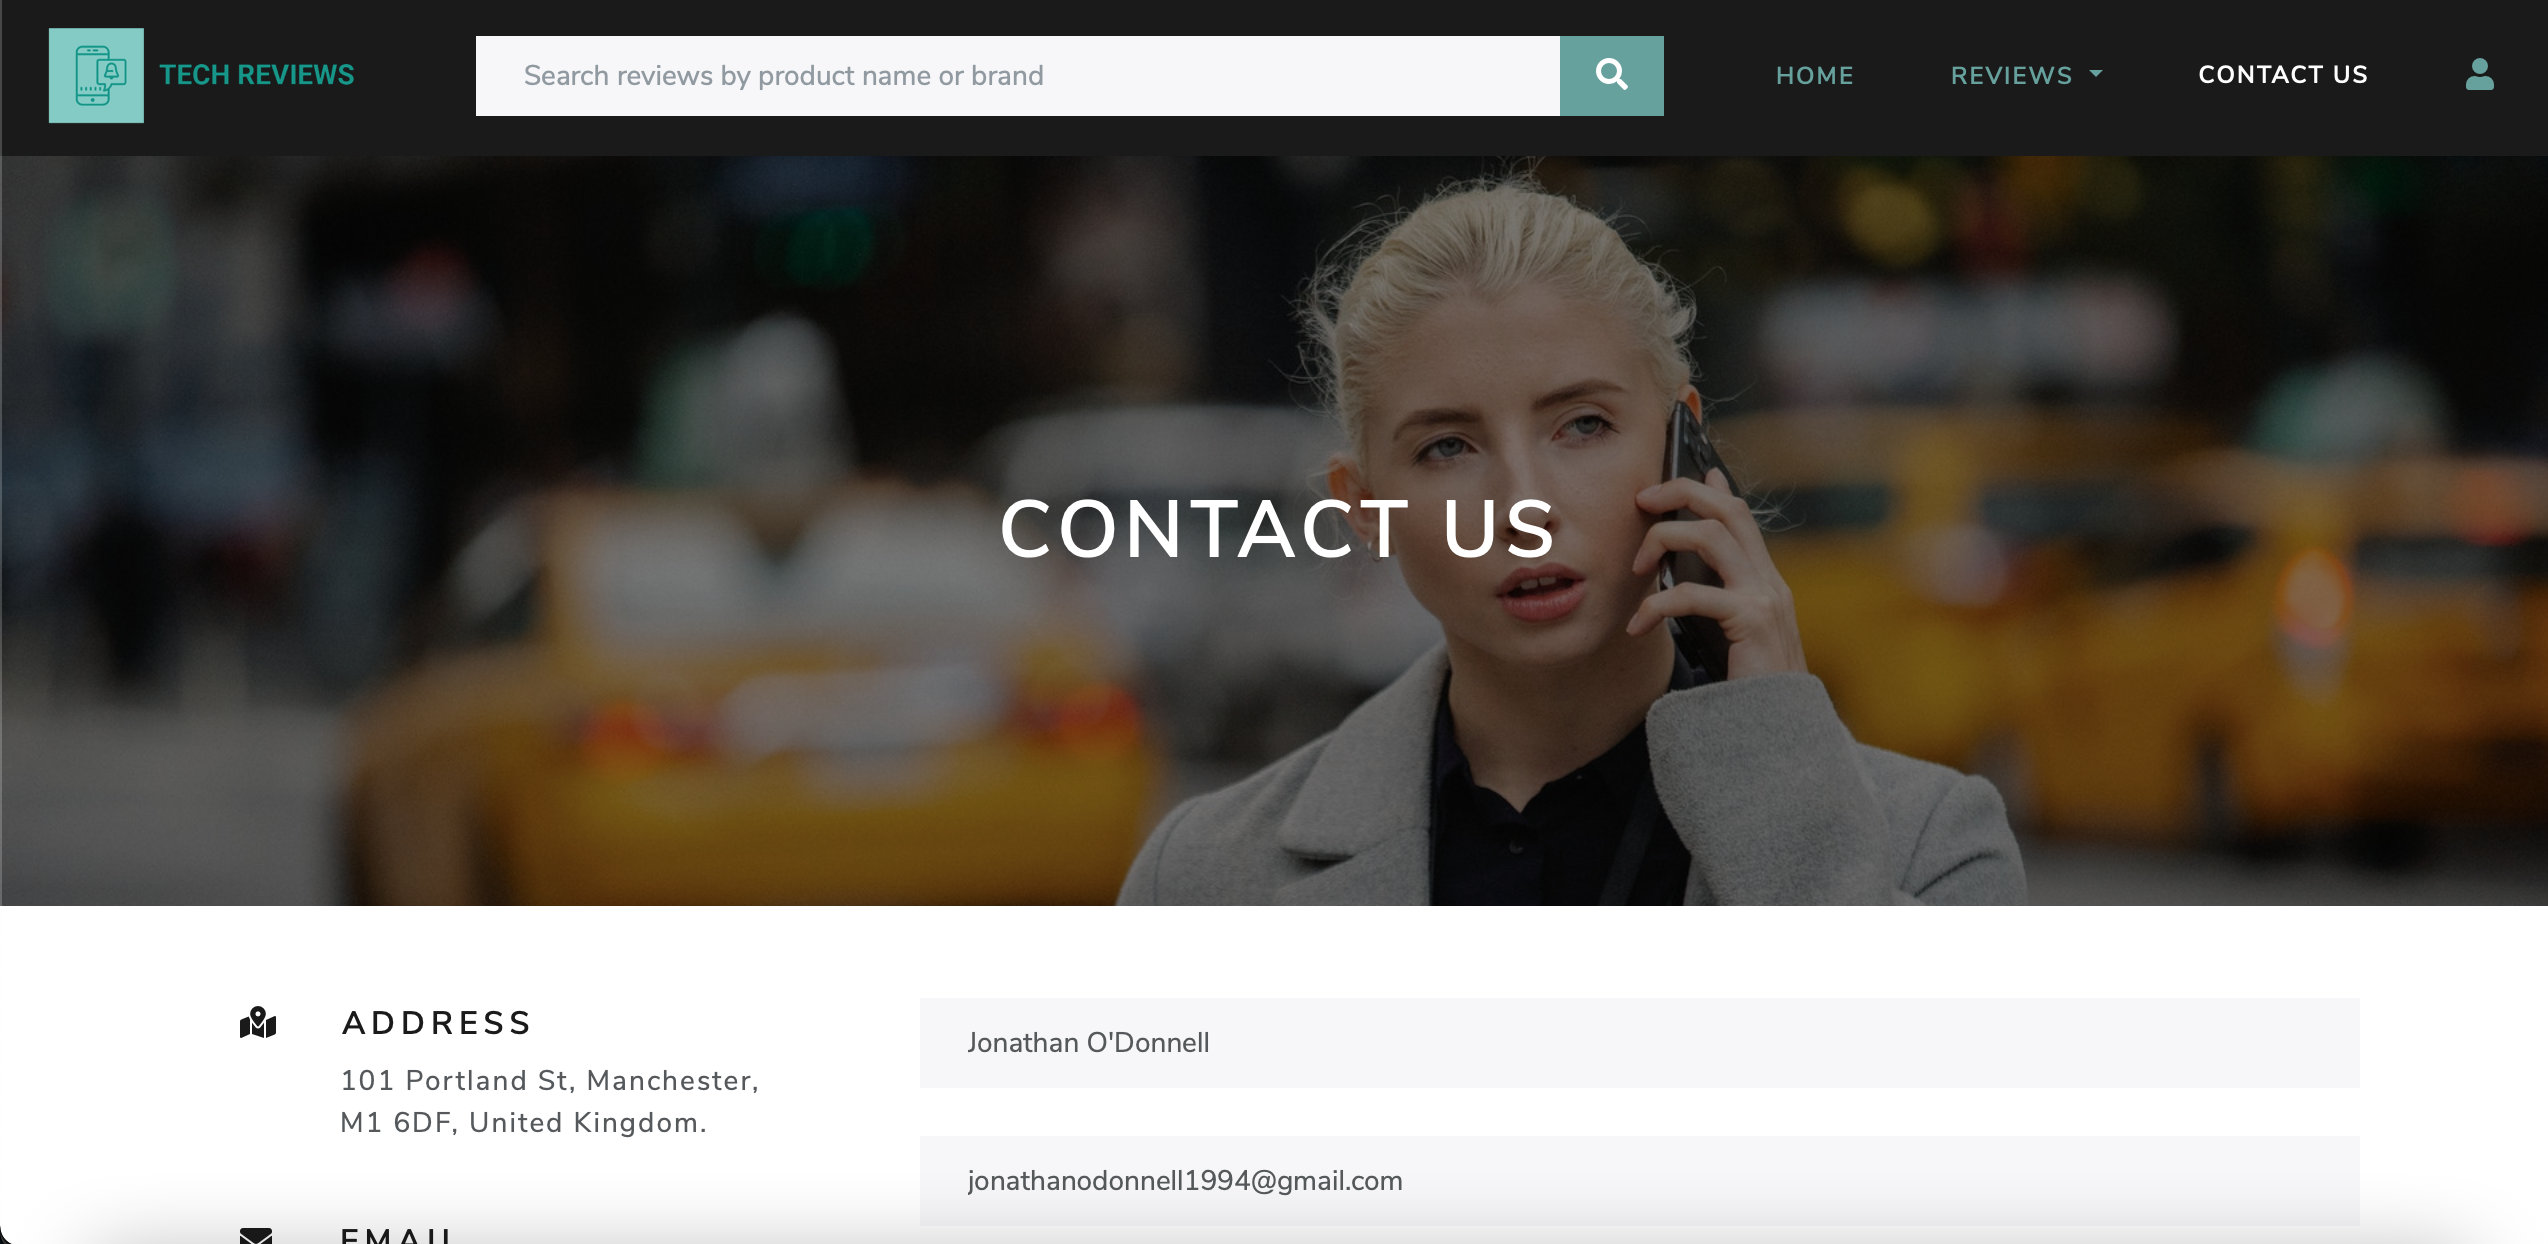 TECH REVIEWS
Search reviews by product name or brand
HOME
REVIEWS
CONTACT US
CONTACT US
ADDRESS
101 Portland St, Manchester,
M1 6DF, United Kingdom.
EMAIL
Jonathan O'Donnell
jonathanodonnell1994@gmail.com